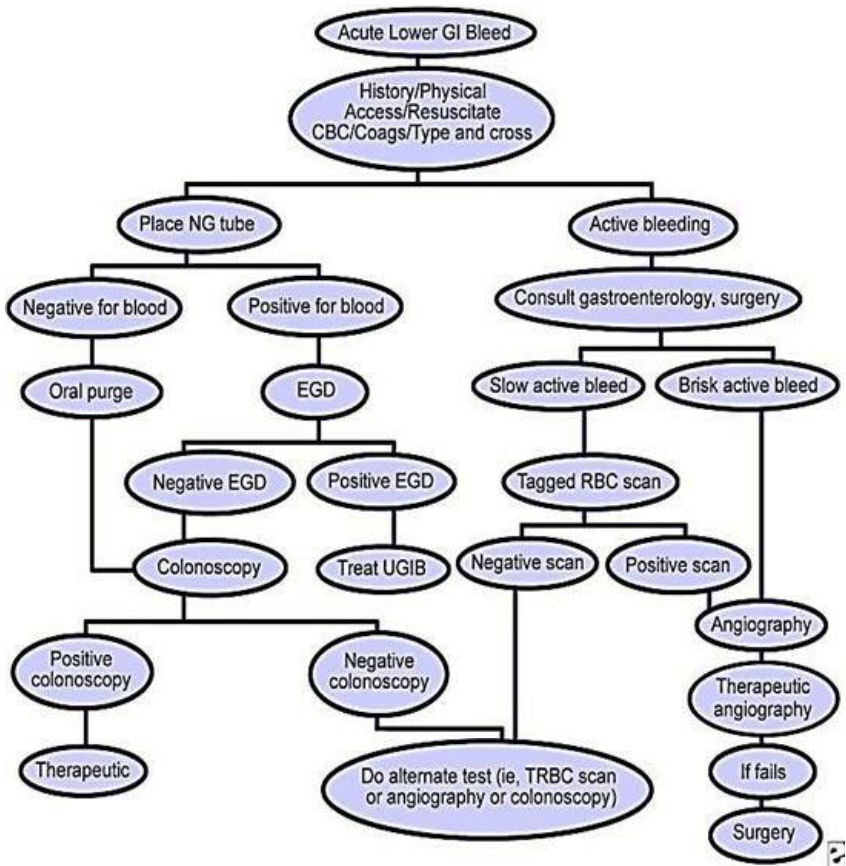 Acute Lower GI Bleed
History/Physical
Access/Resuscitate
CBC/Coags/Type and cross
Place NG tube
Active bleeding
Negative for blood
Positive for blood
Consult gastroenterology, surgery
Oral purge
EGD
Slow active bleed
Brisk active bleed
Negative EGD
Positive EGD
Tagged RBC scan
Colonoscopy
Treat UGIB
Negative scan
Positive scan
Angiography
Positive
colonoscopy
Negative
colonoscopy
Therapeutic
angiography
Therapeutic
Do alternate test (ie, TRBC scan
or angiography or colonoscopy)
If fails
Surgery